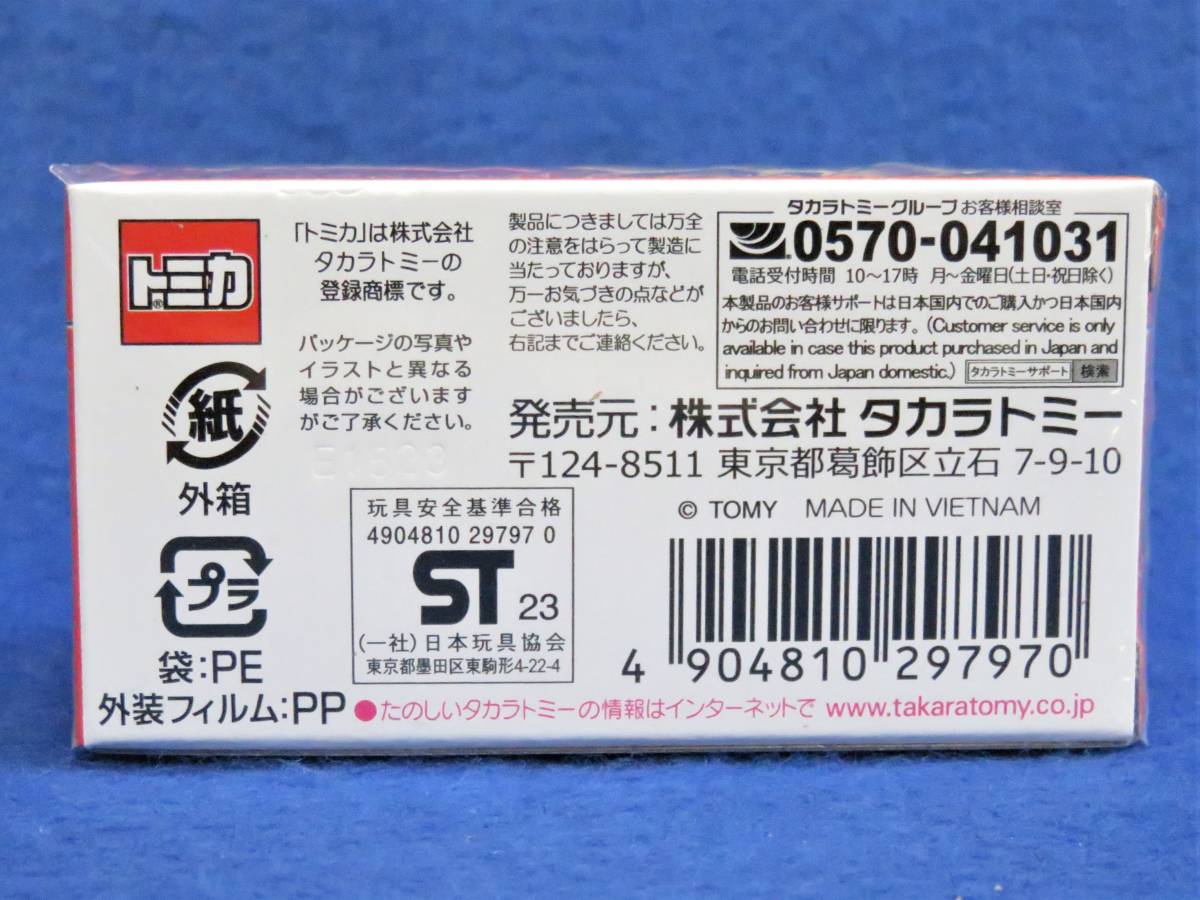 トミカ®
「トミカ」は株式会社
タカラトミーの
登録商標です。
パッケージの写真や
イラストと異なる
場合がございます
がご了承ください。
製品につきましては万全
の注意をはらって製造に
当たっておりますが、
万一お気づきの点などが
ございましたら、
右記までご連絡ください。
タカラトミーグループお客様相談室
0570-041031
電話受付時間 10～17時 月～金曜日(土日・祝日除く)
本製品のお客様サポートは日本国内でのご購入かつ日本国内
からのお問い合わせに限ります。(Customer service is only
available in case this product purchased in Japan and
inquired from Japan domestic.) タカラトミーサポート 検索
発売元：株式会社 タカラトミー
〒124-8511 東京都葛飾区立石 7-9-10
© TOMY MADE IN VIETNAM
紙
外箱
プラ
袋:PE
外装フィルム:PP
玩具安全基準合格
4904810 29797 0
ST 23
(一社)日本玩具協会
東京都墨田区東駒形4-22-4
4 904810 297970
●たのしいタカラトミーの情報はインターネットで www.takaratomy.co.jp